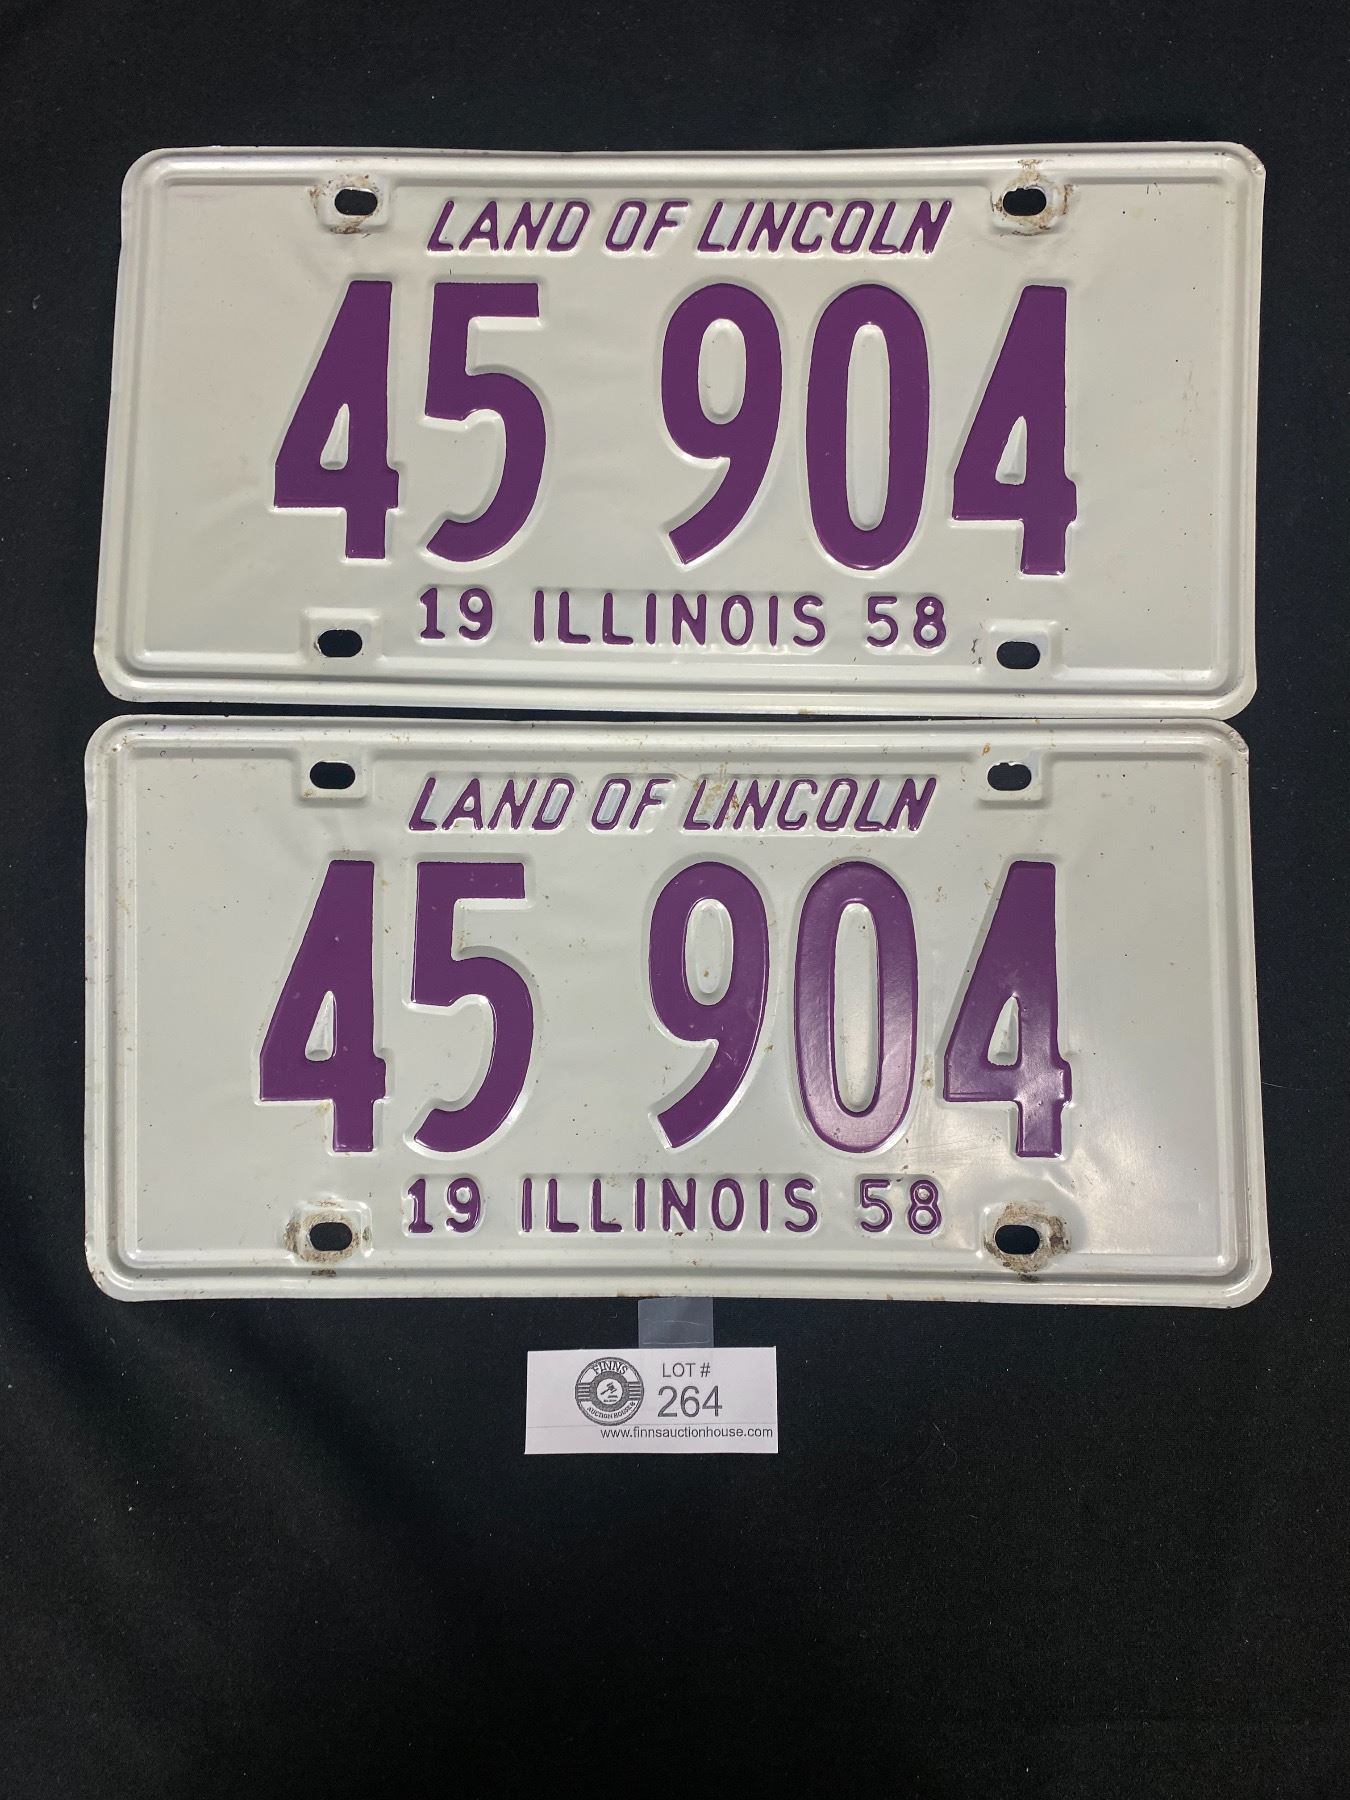 LAND OF LINCOLN
45 904
19 ILLINOIS 58
LAND OF LINCOLN
45 904
19 ILLINOIS 58
FINNS
AUCTION HOUSE
LOT #
264
www.finnsauctionhouse.com